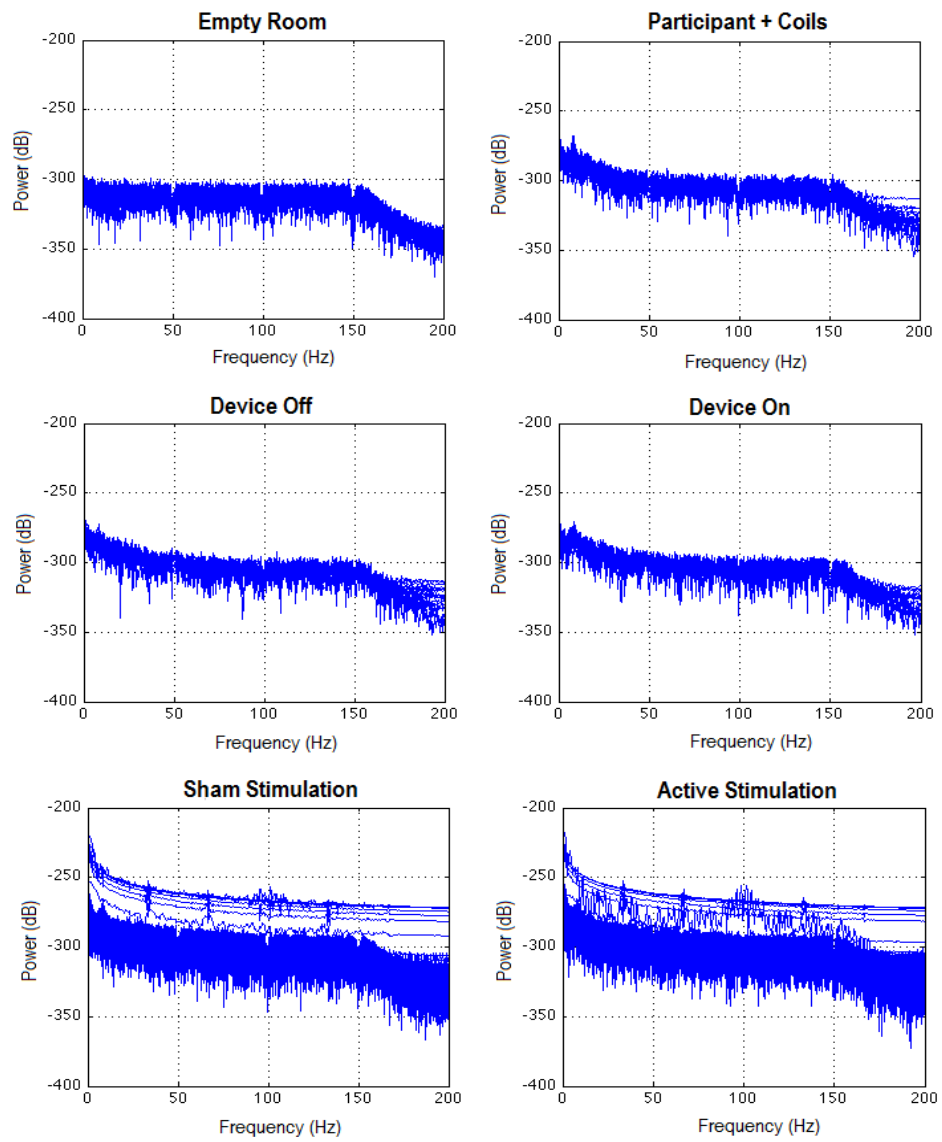 Empty Room
-200
-250
-300
-350
-400
Power (dB)
0 50 100 150 200
Frequency (Hz)
Participant + Coils
-200
-250
-300
-350
-400
Power (dB)
0 50 100 150 200
Frequency (Hz)
Device Off
-200
-250
-300
-350
-400
Power (dB)
0 50 100 150 200
Frequency (Hz)
Device On
-200
-250
-300
-350
-400
Power (dB)
0 50 100 150 200
Frequency (Hz)
Sham Stimulation
-200
-250
-300
-350
-400
Power (dB)
0 50 100 150 200
Frequency (Hz)
Active Stimulation
-200
-250
-300
-350
-400
Power (dB)
0 50 100 150 200
Frequency (Hz)